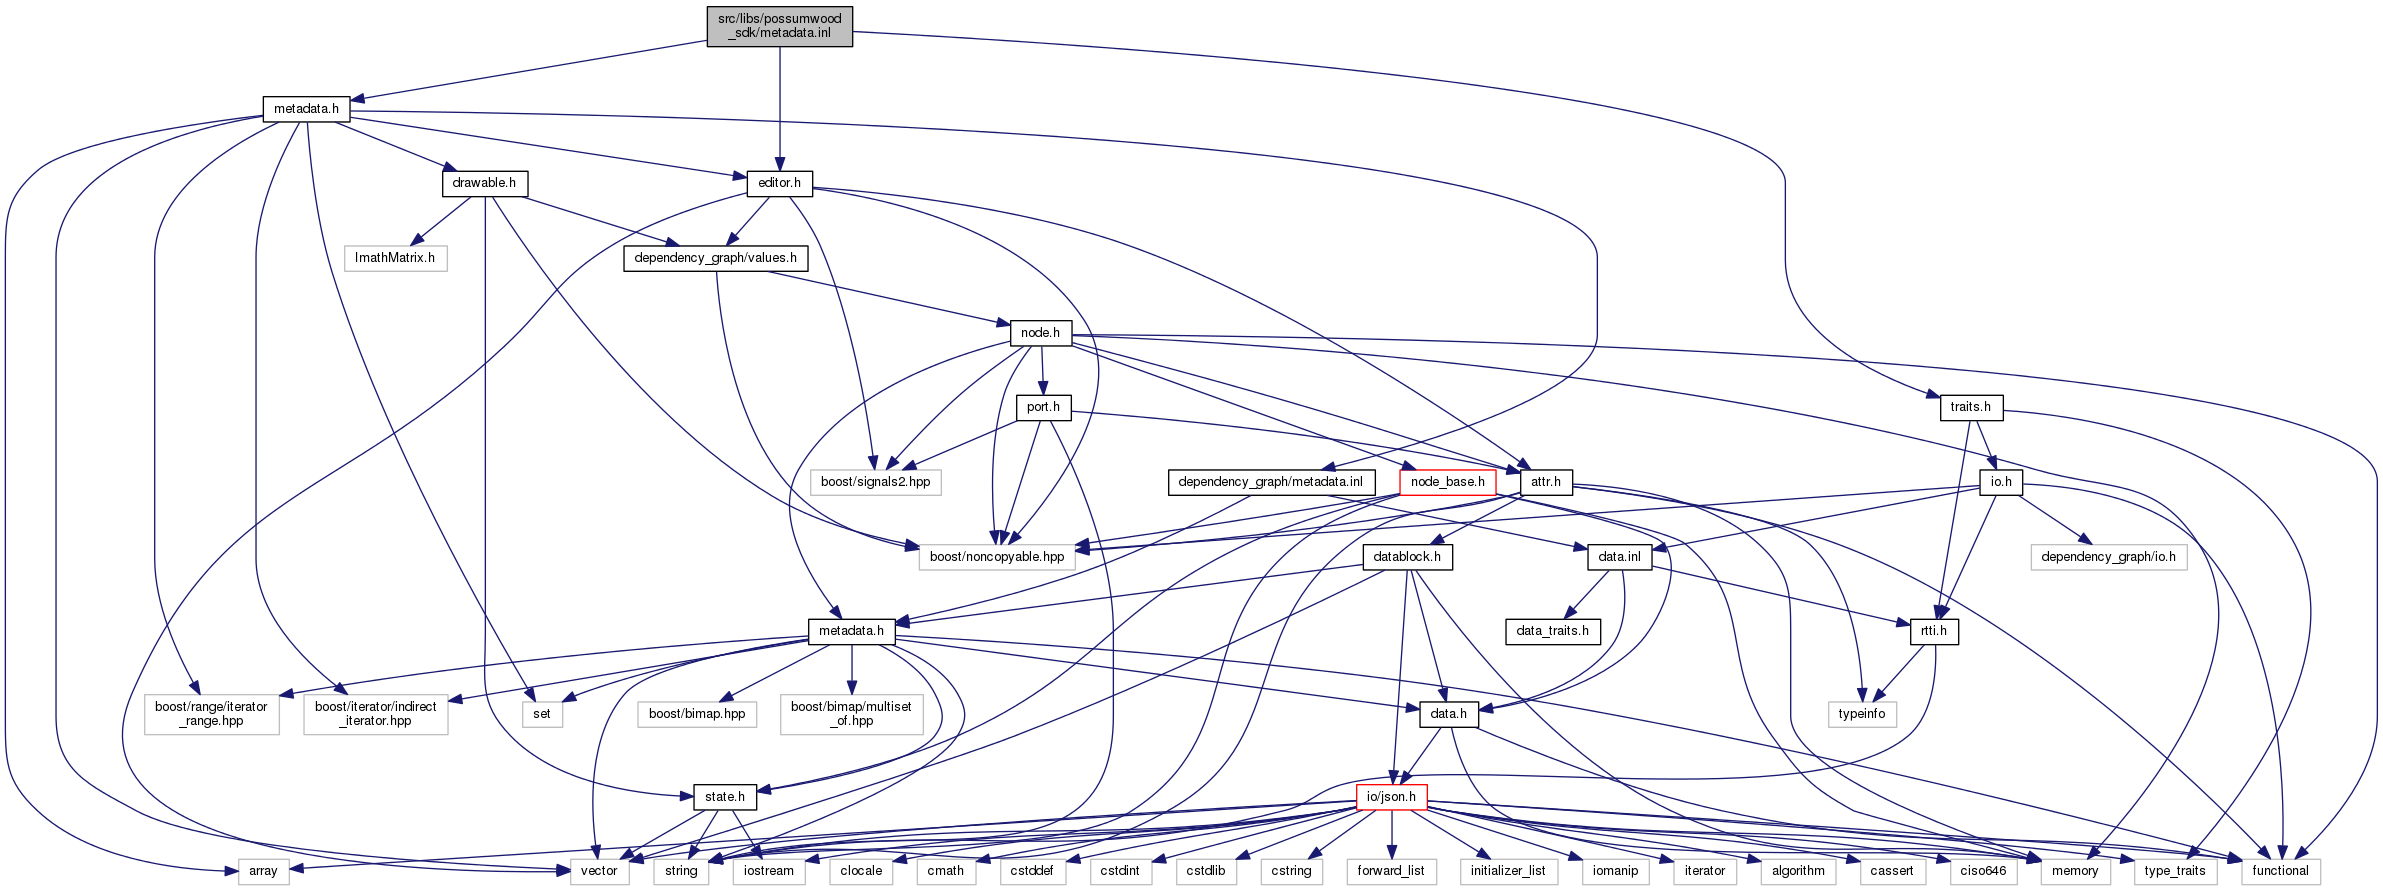 src/libs/possumwood
_sdk/metadata.inl
metadata.h
drawable.h
editor.h
ImathMatrix.h
dependency_graph/values.h
node.h
port.h
traits.h
boost/signals2.hpp
dependency_graph/metadata.inl
node_base.h
attr.h
io.h
boost/noncopyable.hpp
datablock.h
data.inl
dependency_graph/io.h
metadata.h
data_traits.h
rtti.h
boost/range/iterator
_range.hpp
boost/iterator/indirect
_iterator.hpp
set
boost/bimap.hpp
boost/bimap/multiset
_of.hpp
data.h
typeinfo
state.h
io/json.h
array
vector
string
iostream
clocale
cmath
cstddef
cstdint
cstdlib
cstring
forward_list
initializer_list
iomanip
iterator
algorithm
cassert
ciso646
memory
type_traits
functional